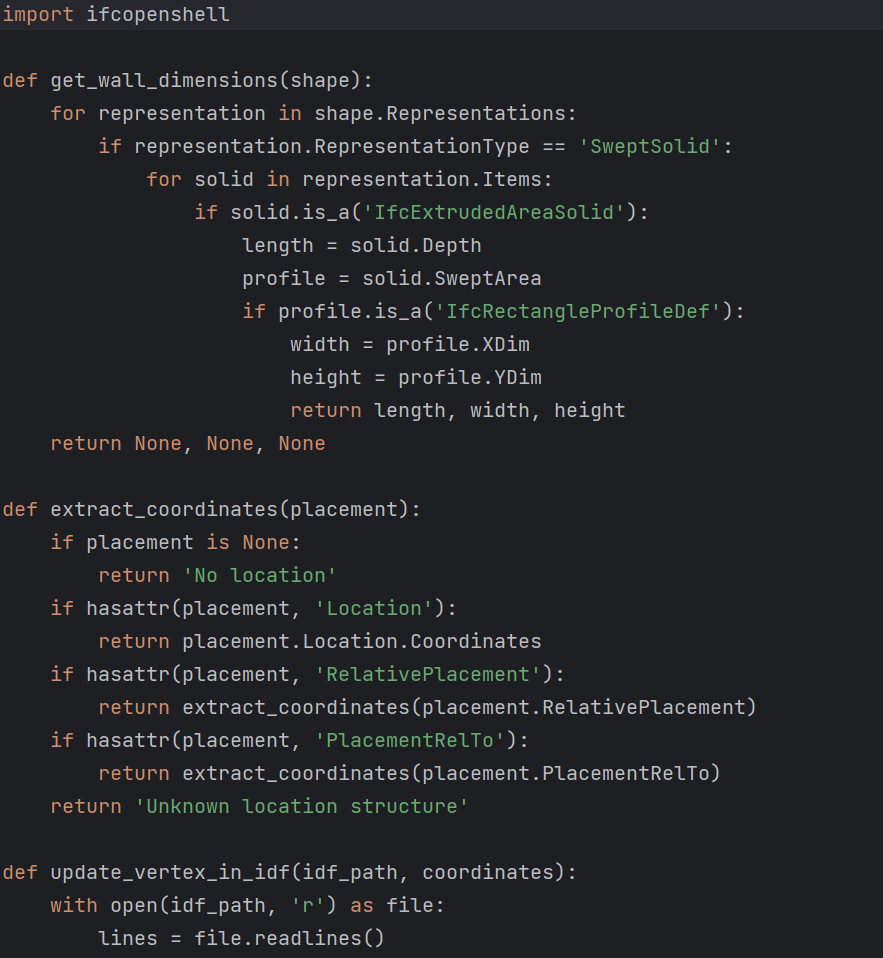 import ifcopenshell

def get_wall_dimensions(shape):
    for representation in shape.Representations:
        if representation.RepresentationType == 'SweptSolid':
            for solid in representation.Items:
                if solid.is_a('IfcExtrudedAreaSolid'):
                    length = solid.Depth
                    profile = solid.SweptArea
                    if profile.is_a('IfcRectangleProfileDef'):
                        width = profile.XDim
                        height = profile.YDim
                        return length, width, height
    return None, None, None

def extract_coordinates(placement):
    if placement is None:
        return 'No location'
    if hasattr(placement, 'Location'):
        return placement.Location.Coordinates
    if hasattr(placement, 'RelativePlacement'):
        return extract_coordinates(placement.RelativePlacement)
    if hasattr(placement, 'PlacementRelTo'):
        return extract_coordinates(placement.PlacementRelTo)
    return 'Unknown location structure'

def update_vertex_in_idf(idf_path, coordinates):
    with open(idf_path, 'r') as file:
        lines = file.readlines()